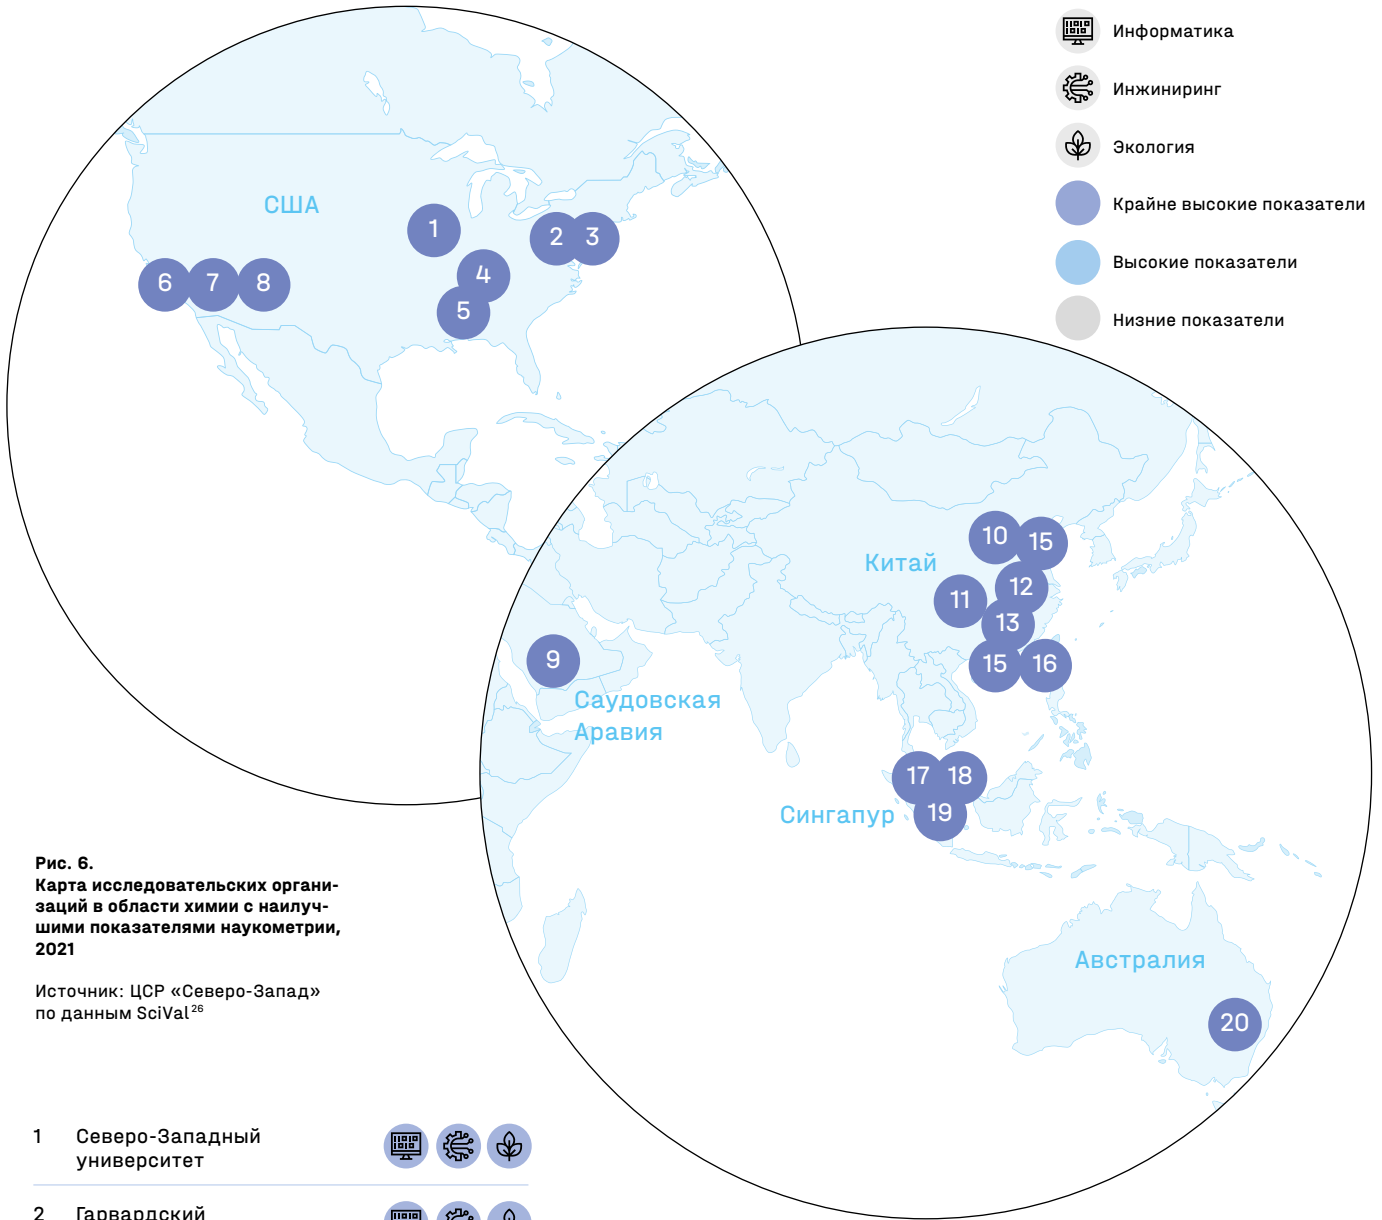 Информатика
Инжиниринг
Экология
Крайне высокие показатели
Высокие показатели
Низние показатели
США
1
2
3
4
5
6
7
8
Китай
10
15
12
11
13
15
16
9
Саудовская
Аравия
17
18
19
Сингапур
Австралия
20
Рис. 6.
Карта исследовательских органи-
заций в области химии с наилуч-
шими показателями наукометрии,
2021
Источник: ЦСР «Северо-Запад»
по данным SciVal26
1 Северо-Западный
университет
2 Гарвардский